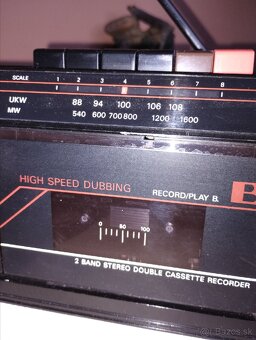 SCALE 1 2 3 4 5 6 7 8
UKW 88 94 100 106 108
MW 540 600 700 800 1200 1600
HIGH SPEED DUBBING
RECORD/PLAY B.
0 50 100
2 BAND STEREO DOUBLE CASSETTE RECORDER